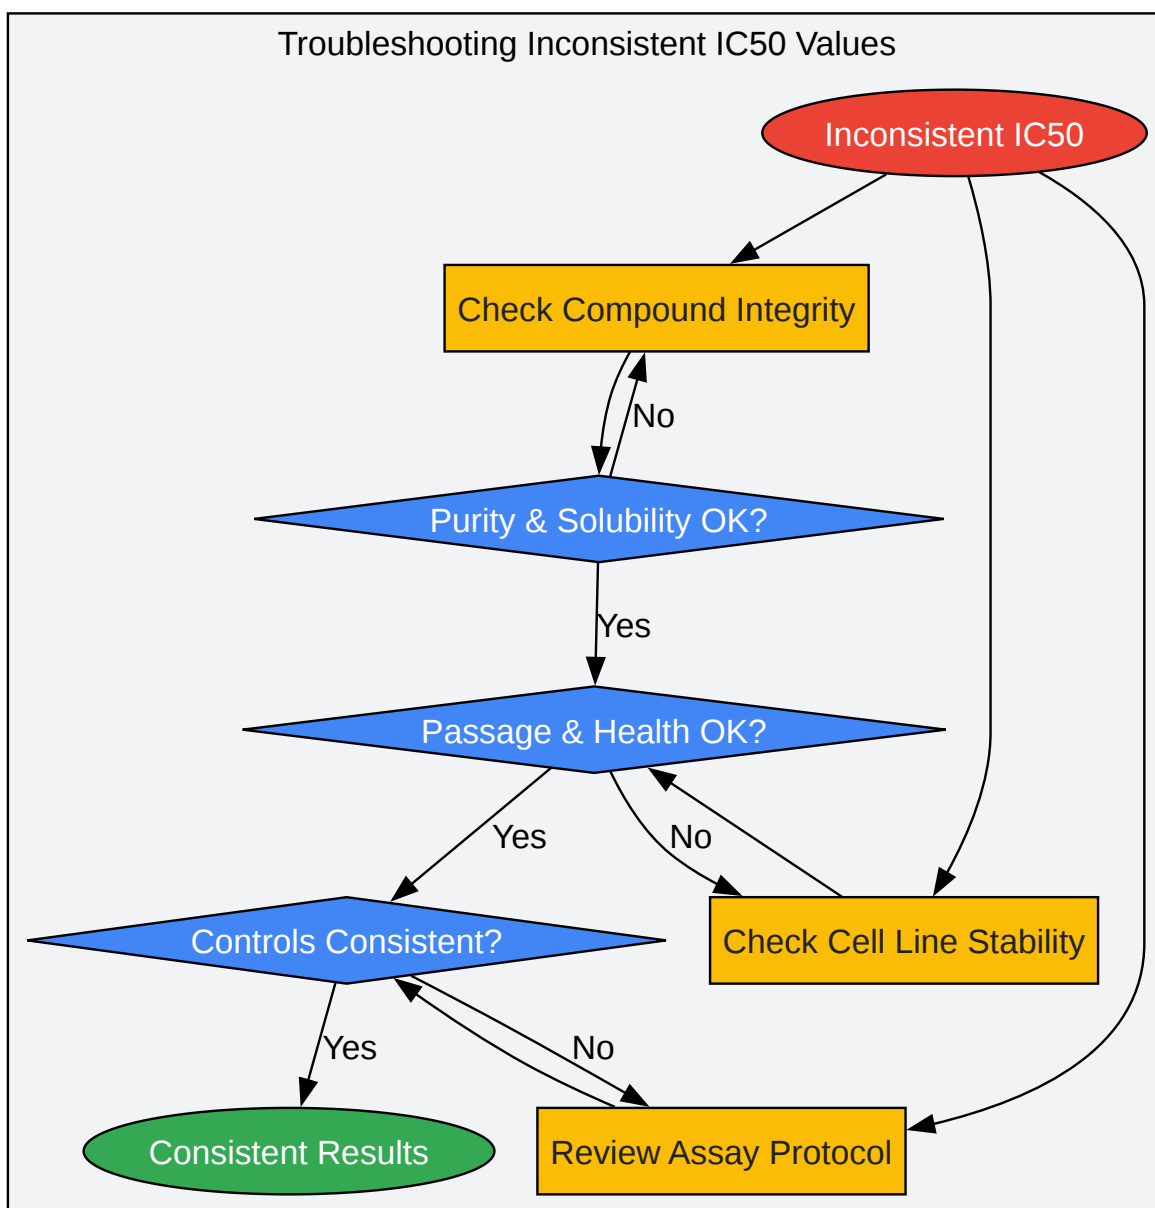 Troubleshooting Inconsistent IC50 Values
Inconsistent IC50
Check Compound Integrity
No
Purity & Solubility OK?
Yes
Passage & Health OK?
Yes
No
Controls Consistent?
Check Cell Line Stability
Yes
No
Consistent Results
Review Assay Protocol